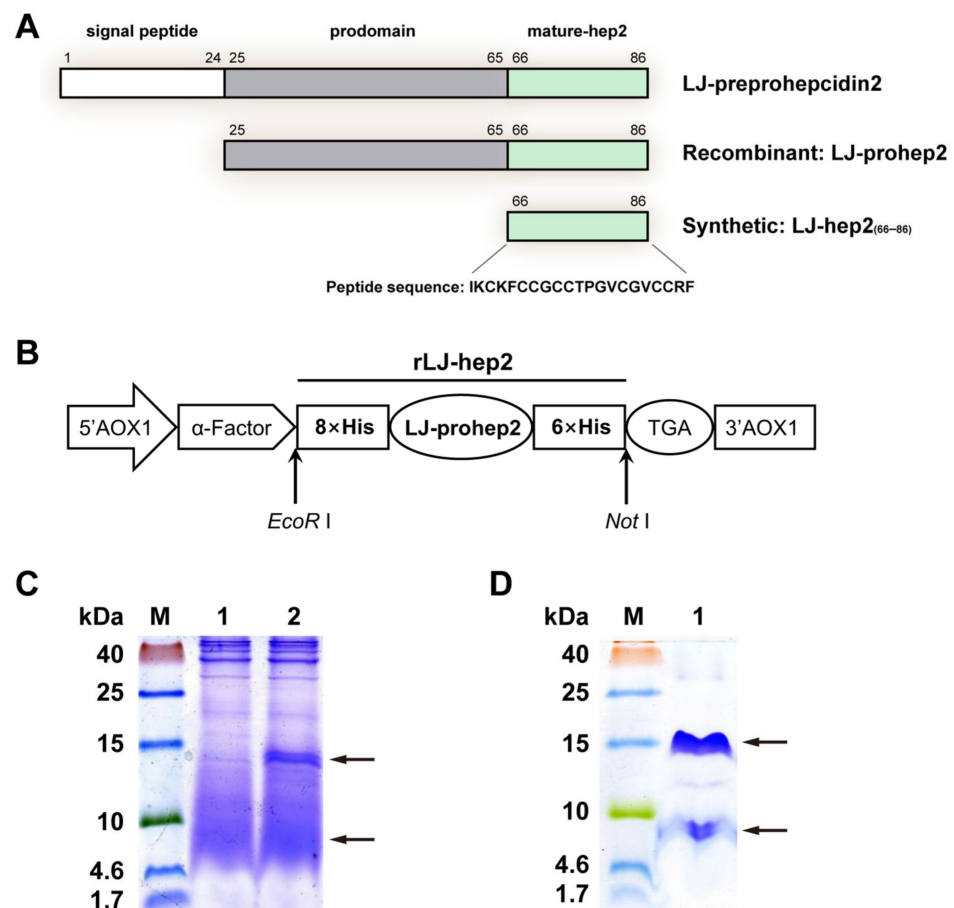 A
signal peptide prodomain mature-hep2
1 24 25 65 66 86
LJ-preprohepcidin2
25 65 66 86
Recombinant: LJ-prohep2
66 86
Synthetic: LJ-hep2(66–86)
Peptide sequence: IKCKFCCGCCTPGVCGVCCRF
B
rLJ-hep2
5'AOX1 α-Factor 8×His LJ-prohep2 6×His TGA 3'AOX1
EcoR I Not I
C
kDa M 1 2
40
25
15
10
4.6
1.7
D
kDa M 1
40
25
15
10
4.6
1.7